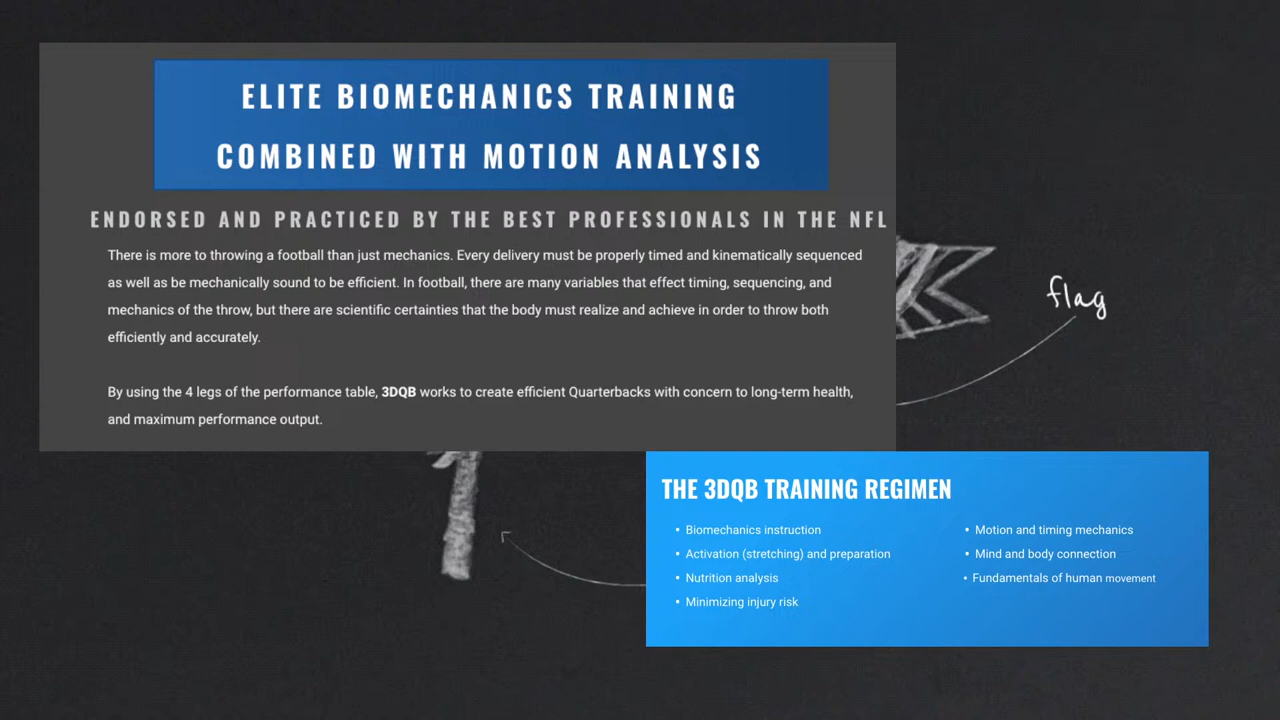 ELITE BIOMECHANICS TRAINING
COMBINED WITH MOTION ANALYSIS
ENDORSED AND PRACTICED BY THE BEST PROFESSIONALS IN THE NFL
There is more to throwing a football than just mechanics. Every delivery must be properly timed and kinematically sequenced
as well as be mechanically sound to be efficient. In football, there are many variables that effect timing, sequencing, and
mechanics of the throw, but there are scientific certainties that the body must realize and achieve in order to throw both
efficiently and accurately.
By using the 4 legs of the performance table, 3DQB works to create efficient Quarterbacks with concern to long-term health,
and maximum performance output.
flag
THE 3DQB TRAINING REGIMEN
• Biomechanics instruction
• Activation (stretching) and preparation
• Nutrition analysis
• Minimizing injury risk
• Motion and timing mechanics
• Mind and body connection
• Fundamentals of human movement